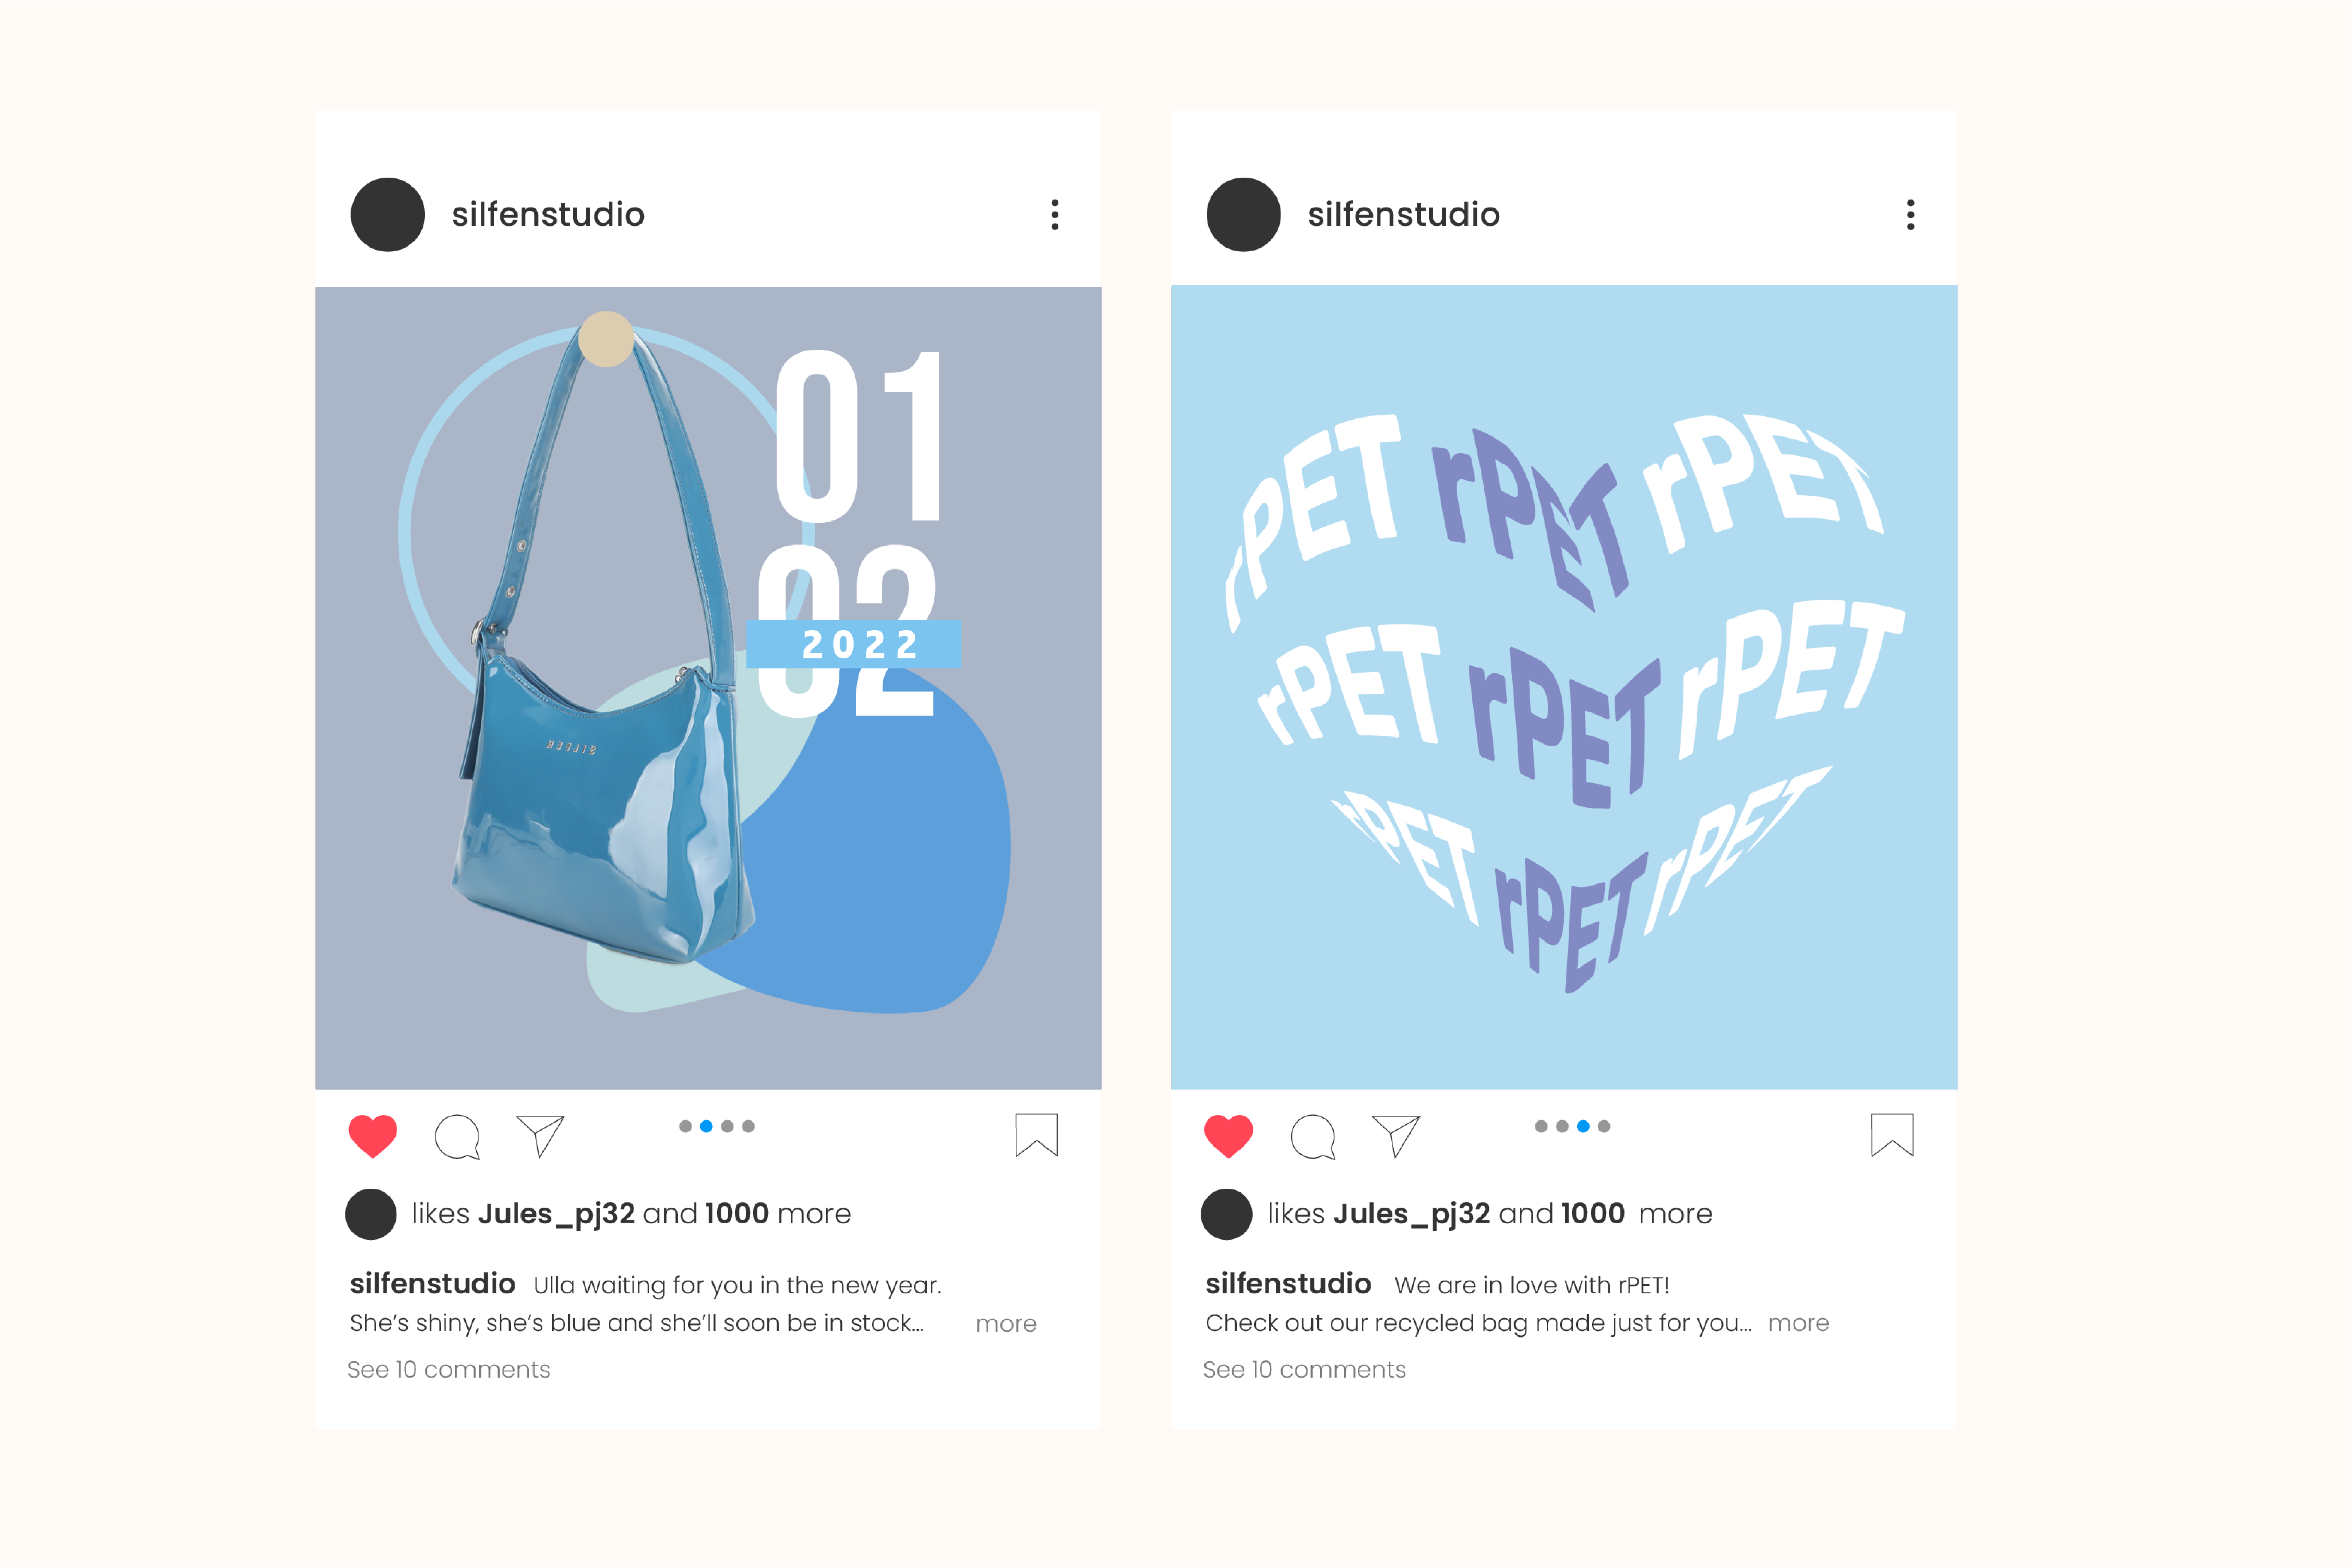 silfenstudio
01
02
2022
SILFEN
likes Jules_pj32 and 1000 more
silfenstudio Ulla waiting for you in the new year.
She’s shiny, she’s blue and she’ll soon be in stock... more
See 10 comments
silfenstudio
rPET rPET rPET
rPET rPET rPET
rPET rPET rPET
likes Jules_pj32 and 1000 more
silfenstudio We are in love with rPET!
Check out our recycled bag made just for you... more
See 10 comments